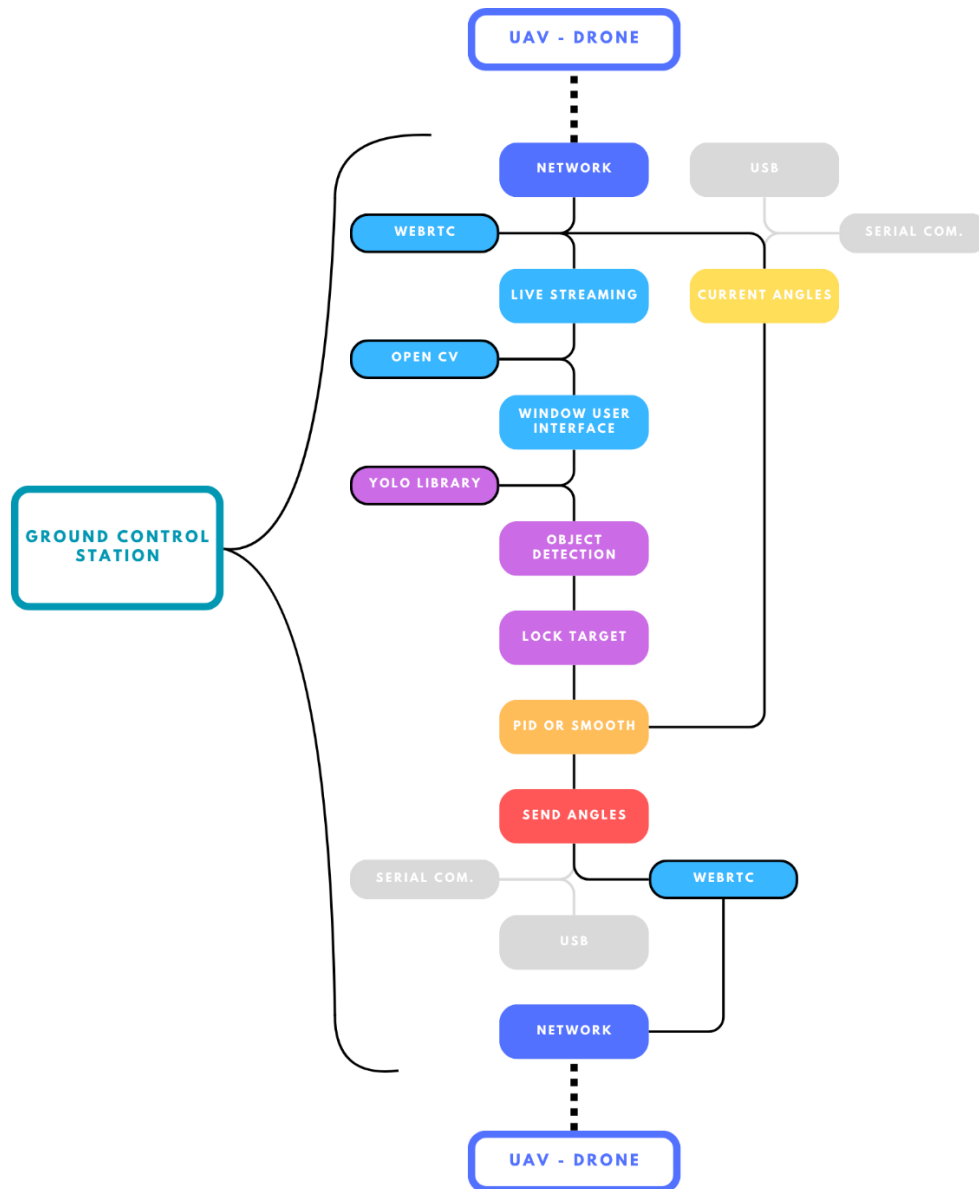 UAV - DRONE
NETWORK
USB
WEBRTC
SERIAL COM.
LIVE STREAMING
CURRENT ANGLES
OPEN CV
WINDOW USER
INTERFACE
YOLO LIBRARY
GROUND CONTROL
STATION
OBJECT
DETECTION
LOCK TARGET
PID OR SMOOTH
SEND ANGLES
SERIAL COM.
WEBRTC
USB
NETWORK
UAV - DRONE